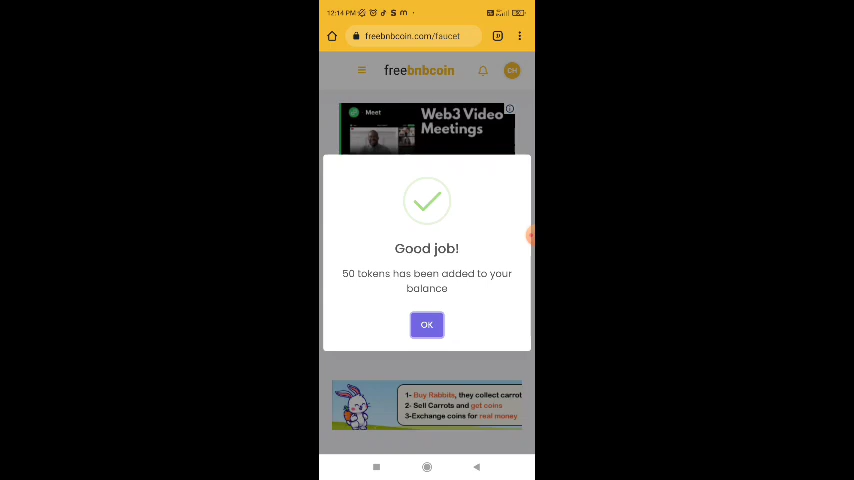 12:14 PM
freebnbcoin.com/faucet
freebnbcoin
CH
Meet
Web3 Video
Meetings
Good job!
50 tokens has been added to your
balance
OK
1- Buy Rabbits, they collect carrot
2- Sell Carrots and get coins
3-Exchange coins for real money